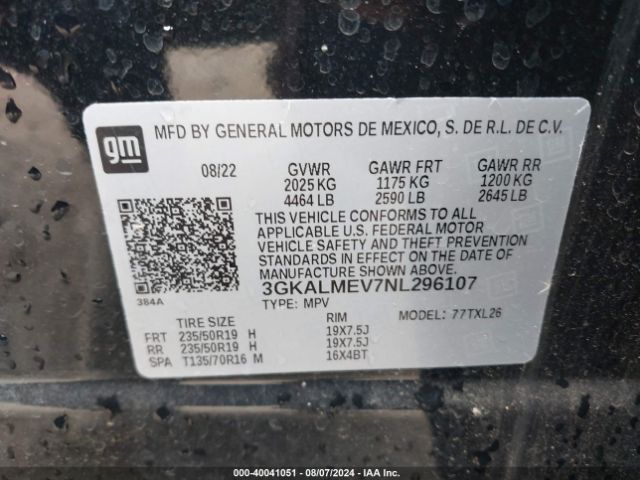 gm
MFD BY GENERAL MOTORS DE MEXICO, S. DE R.L. DE C.V.
08/22 GVWR GAWR FRT GAWR RR
2025 KG 1175 KG 1200 KG
4464 LB 2590 LB 2645 LB
THIS VEHICLE CONFORMS TO ALL
APPLICABLE U.S. FEDERAL MOTOR
VEHICLE SAFETY AND THEFT PREVENTION
STANDARDS IN EFFECT ON THE DATE OF
MANUFACTURE SHOWN ABOVE.
384A
3GKALMEV7NL296107
TYPE: MPV MODEL: 77TXL26
TIRE SIZE RIM
FRT 235/50R19 H 19X7.5J
RR 235/50R19 H 19X7.5J
SPA T135/70R16 M 16X4BT
000-40041051 - 08/07/2024 - IAA Inc.